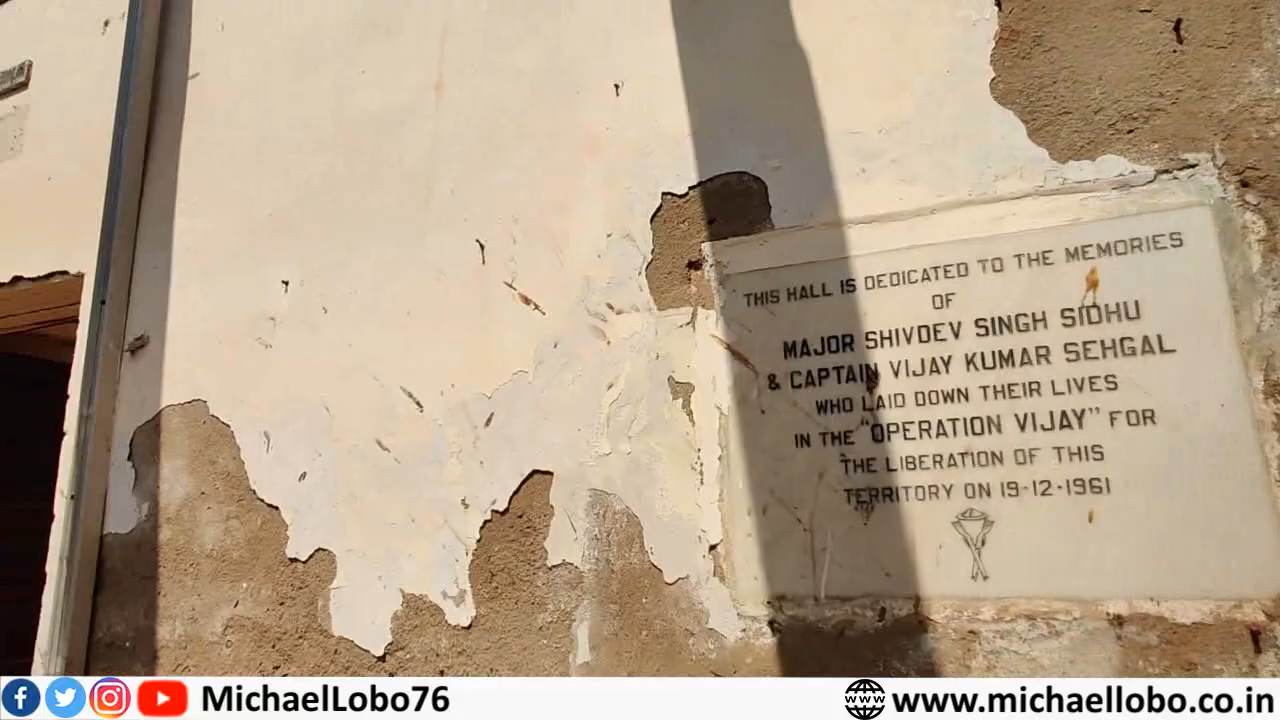 THIS HALL IS DEDICATED TO THE MEMORIES
OF
MAJOR SHIVDEV SINGH SIDHU
& CAPTAIN VIJAY KUMAR SEHGAL
WHO LAID DOWN THEIR LIVES
IN THE "OPERATION VIJAY" FOR
THE LIBERATION OF THIS
TERRITORY ON 19-12-1961
MichaelLobo76
www.michaellobo.co.in